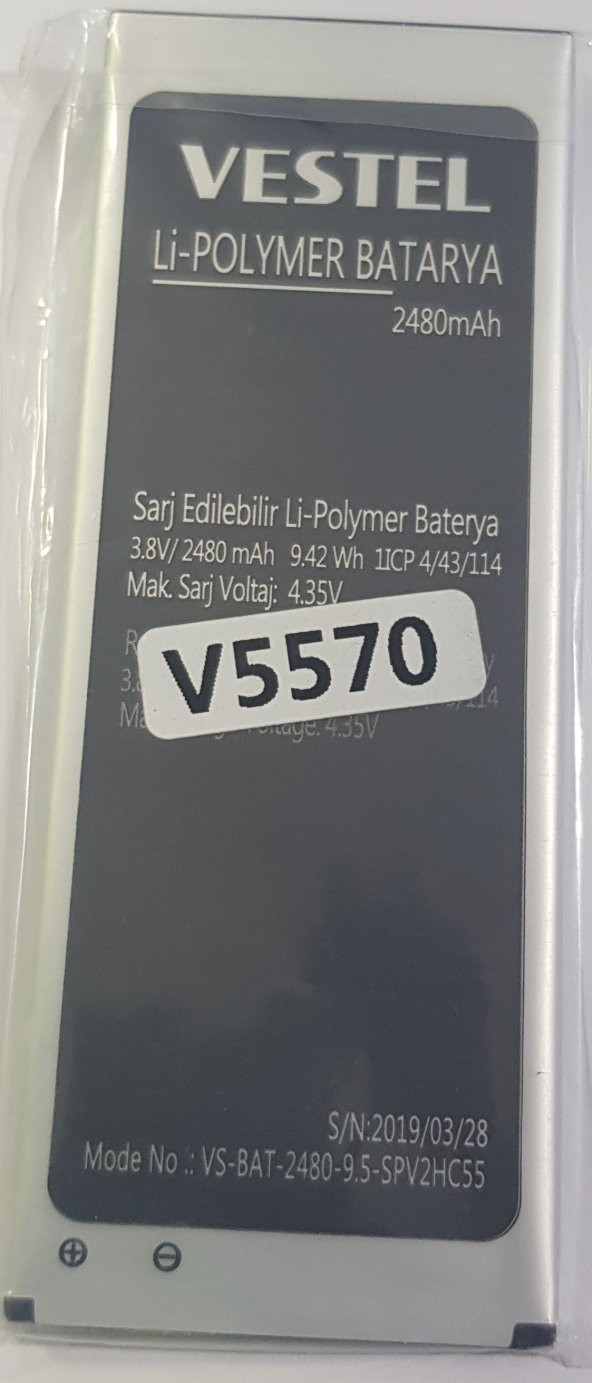 VESTEL
Li-POLYMER BATARYA
2480mAh
Sarj Edilebilir Li-Polymer Baterya
3.8V/ 2480 mAh 9.42 Wh 1ICP 4/43/114
Mak. Sarj Voltaj: 4.35V
V5570
4.35V
S/N:2019/03/28
Mode No .: VS-BAT-2480-9.5-SPV2HC55